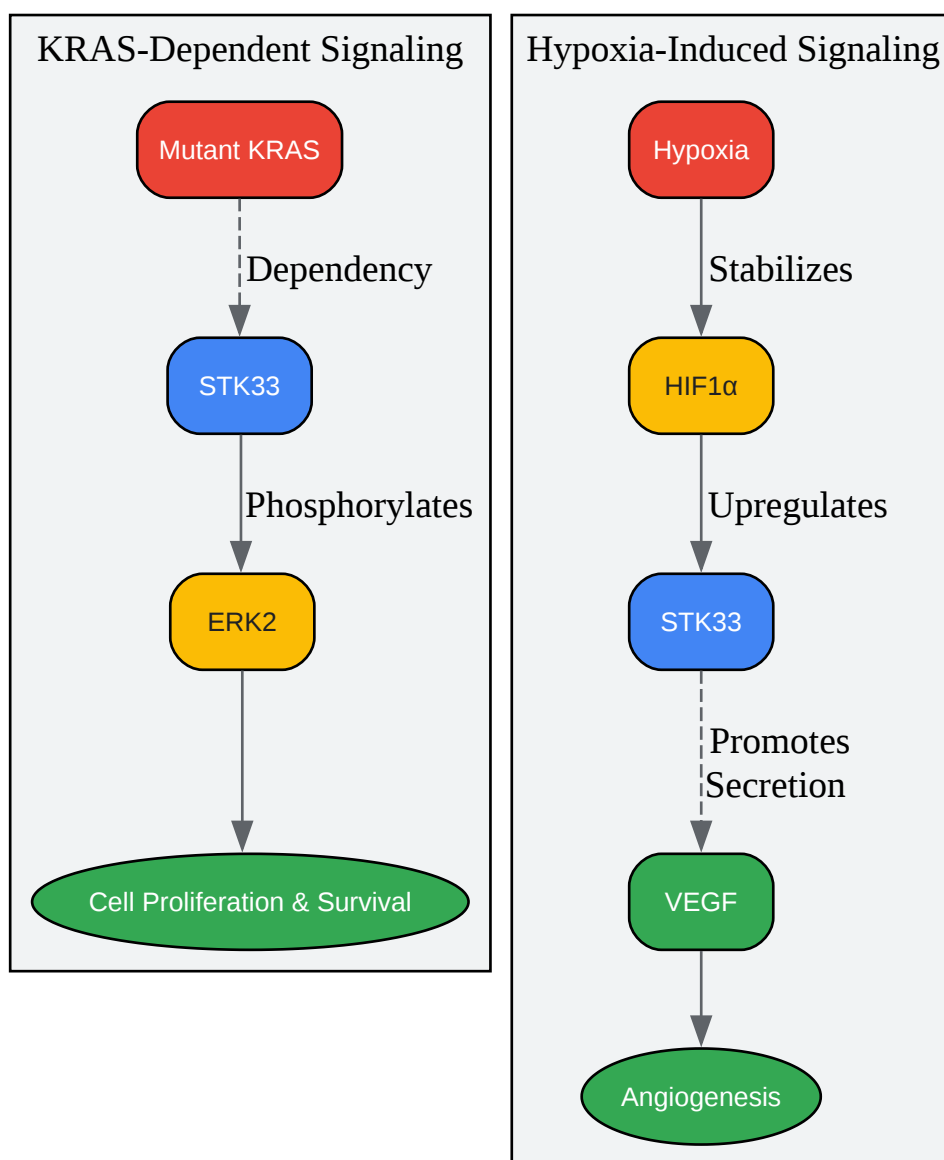 KRAS-Dependent Signaling
Mutant KRAS
Dependency
STK33
Phosphorylates
ERK2
Cell Proliferation & Survival
Hypoxia-Induced Signaling
Hypoxia
Stabilizes
HIF1α
Upregulates
STK33
Promotes
Secretion
VEGF
Angiogenesis